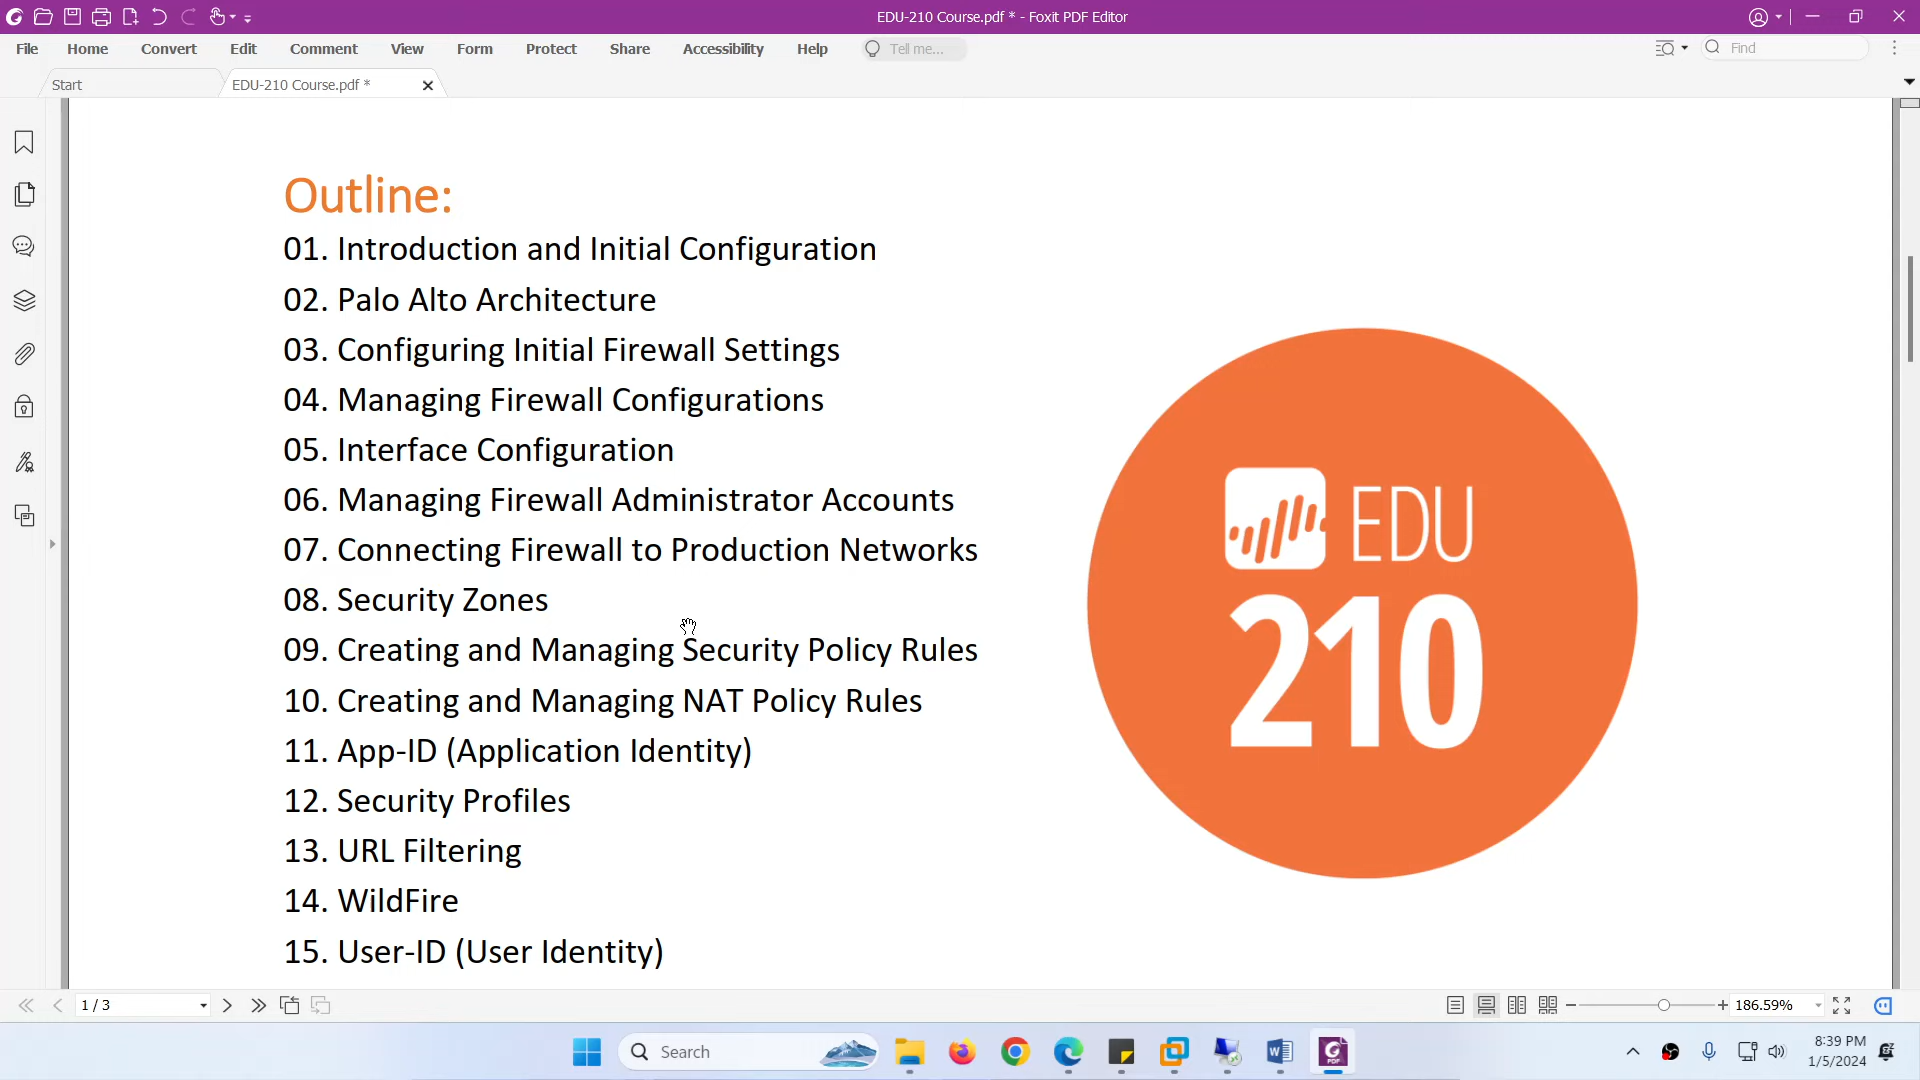 EDU-210 Course.pdf * - Foxit PDF Editor
File Home Convert Edit Comment View Form Protect Share Accessibility Help Tell me... Find
Start EDU-210 Course.pdf *
Outline:
01. Introduction and Initial Configuration
02. Palo Alto Architecture
03. Configuring Initial Firewall Settings
04. Managing Firewall Configurations
05. Interface Configuration
06. Managing Firewall Administrator Accounts
07. Connecting Firewall to Production Networks
08. Security Zones
09. Creating and Managing Security Policy Rules
10. Creating and Managing NAT Policy Rules
11. App-ID (Application Identity)
12. Security Profiles
13. URL Filtering
14. WildFire
15. User-ID (User Identity)
EDU
210
1 / 3 186.59%
Search 8:39 PM
1/5/2024